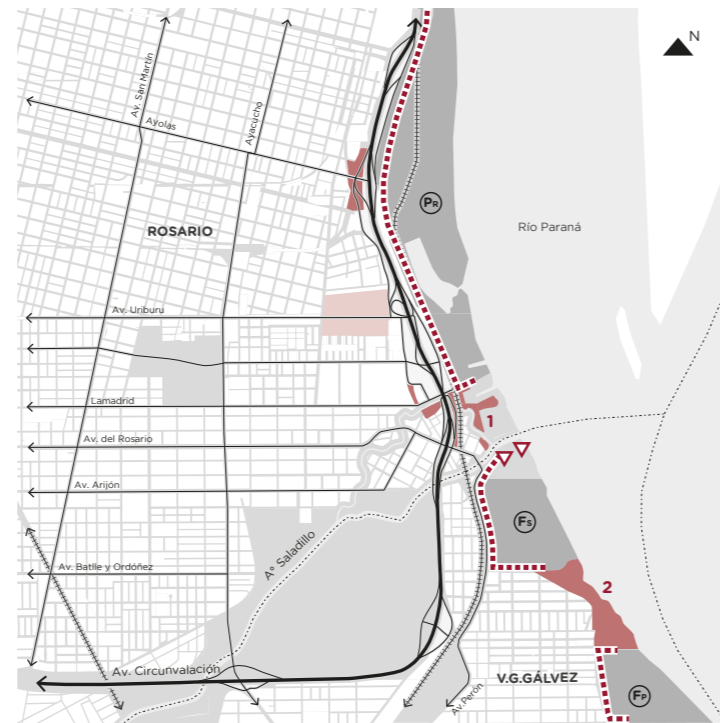 N
Av. San Martín
Ayacucho
Ayolas
PR
ROSARIO
Río Paraná
Av. Uriburu
Lamadrid
1
Av. del Rosario
Av. Arijón
FS
A° Saladillo
Av. Batlle y Ordóñez
2
Av. Circunvalación
V.G.GÁLVEZ
Av.Perón
FP